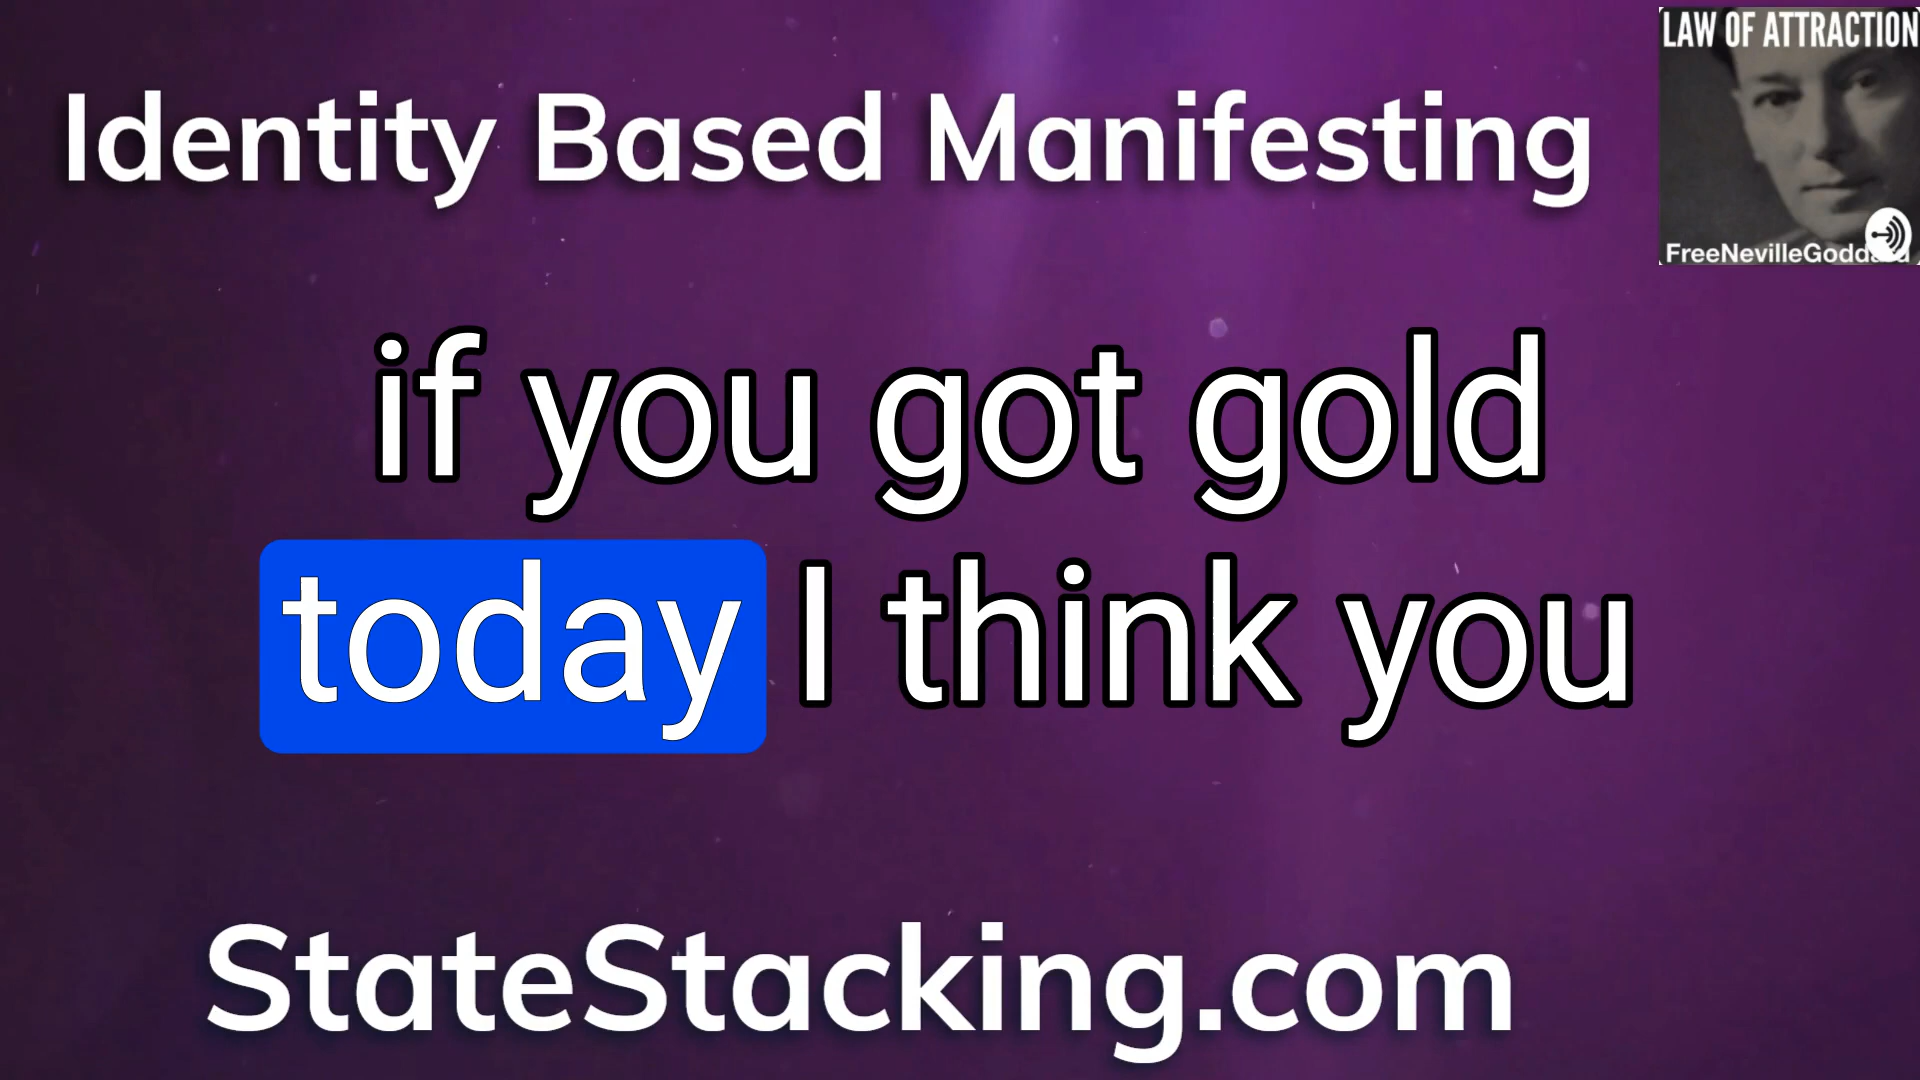 LAW OF ATTRACTION
Identity Based Manifesting
if you got gold
today I think you
StateStacking.com